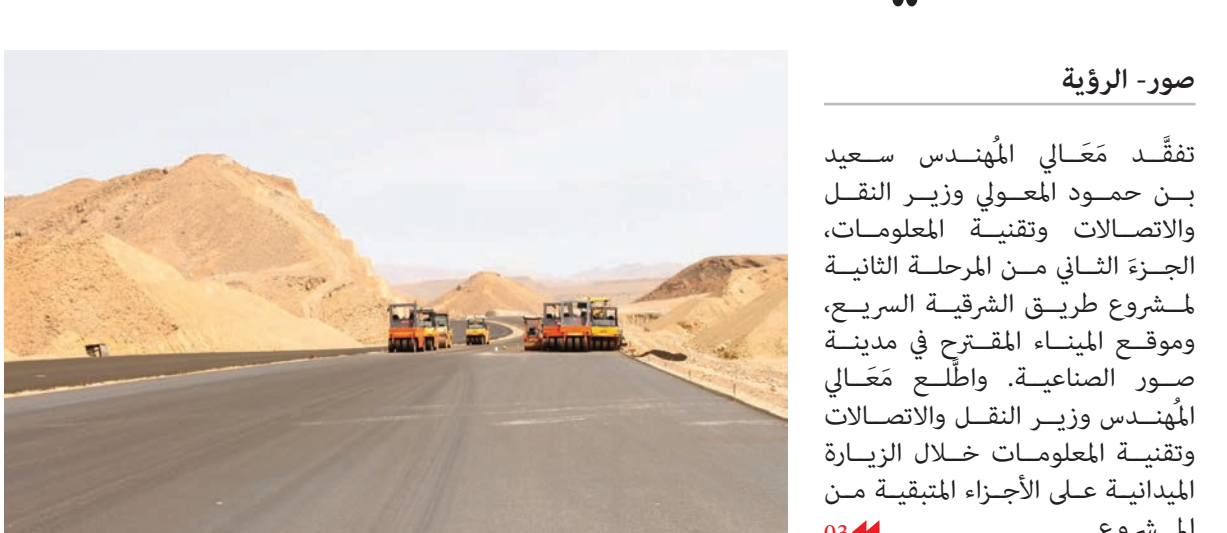 صور- الرؤية
تفقَّد مَعَالي المُهندس سعيد
بن حمود المعولي وزير النقل
والاتصالات وتقنية المعلومات،
الجزءَ الثاني من المرحلة الثانية
لمشروع طريق الشرقية السريع،
وموقع الميناء المقترح في مدينة
صور الصناعية. واطَّلع مَعَالي
المُهندس وزير النقل والاتصالات
وتقنية المعلومات خلال الزيارة
الميدانية على الأجزاء المتبقية من
المشروع. 03